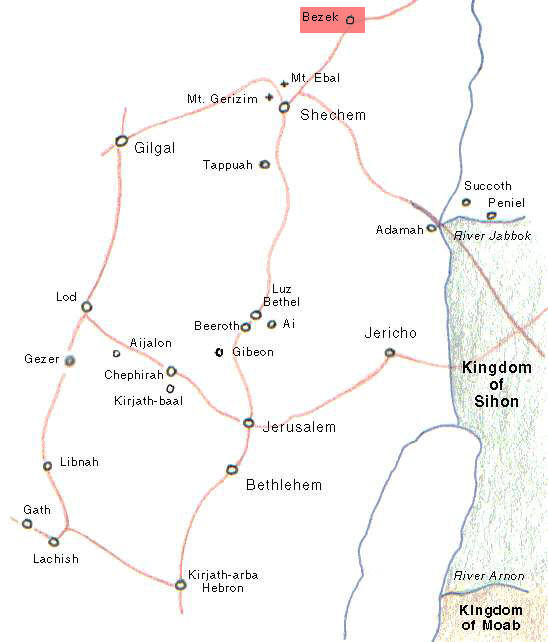 Bezek
Mt. Ebal
Mt. Gerizim
Shechem
Gilgal
Tappuah
Succoth
Peniel
Adamah
River Jabbok
Luz
Bethel
Lod
Beeroth
Ai
Jericho
Aijalon
Gibeon
Gezer
Chephirah
Kingdom
of
Sihon
Kirjath-baal
Jerusalem
Libnah
Bethlehem
Gath
Lachish
Kirjath-arba
Hebron
River Arnon
Kingdom
of Moab